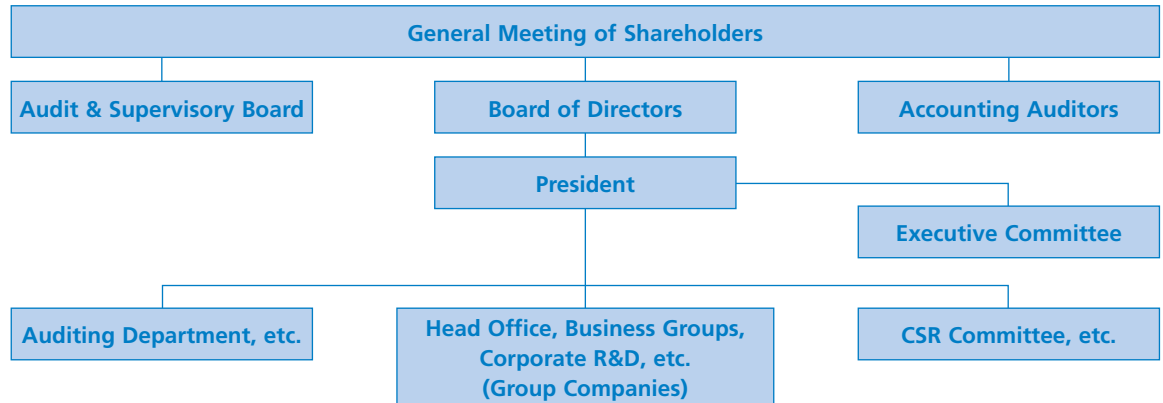 General Meeting of Shareholders
Audit & Supervisory Board
Board of Directors
Accounting Auditors
President
Executive Committee
Auditing Department, etc.
Head Office, Business Groups,
Corporate R&D, etc.
(Group Companies)
CSR Committee, etc.